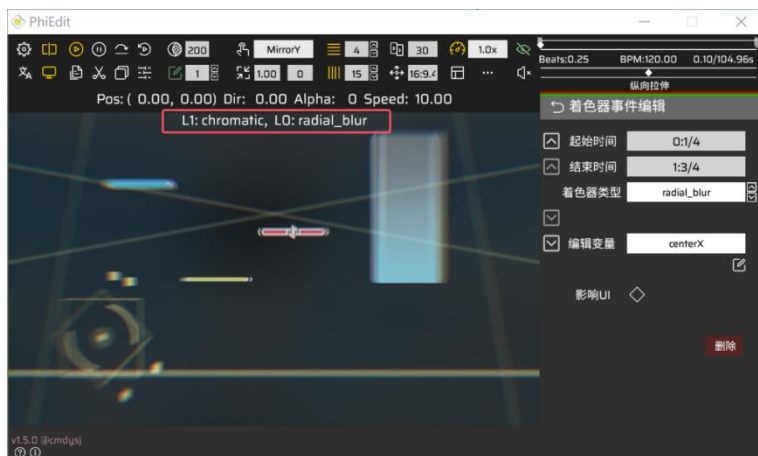 PhiEdit
200 MirrorY 4 30 1.0x
1 1.00 0 15 16:9.4
Beats:0.25 BPM:120.00 0.10/104.96s
纵向拉伸
Pos:( 0.00, 0.00) Dir: 0.00 Alpha: 0 Speed: 10.00
L1: chromatic, L0: radial_blur
着色器事件编辑
起始时间 0:1/4
结束时间 1:3/4
着色器类型 radial_blur
编辑变量 centerX
影响UI
删除
v1.5.0 @cmdysj